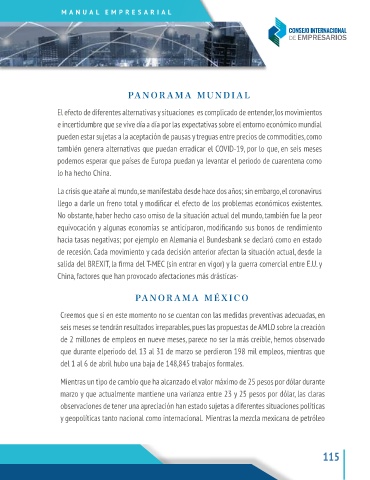 MANUAL EMPRESARIAL
CONSEJO INTERNACIONAL
DE EMPRESARIOS
PANORAMA MUNDIAL
El efecto de diferentes alternativas y situaciones es complicado de entender, los movimientos
e incertidumbre que se vive día a día por las expectativas sobre el entorno económico mundial
pueden estar sujetas a la aceptación de pausas y treguas entre precios de commodities, como
también genera alternativas que puedan erradicar el COVID-19, por lo que, en seis meses
podemos esperar que países de Europa puedan ya levantar el periodo de cuarentena como
lo ha hecho China.
La crisis que atañe al mundo, se manifestaba desde hace dos años; sin embargo, el coronavirus
llego a darle un freno total y modificar el efecto de los problemas económicos existentes.
No obstante, haber hecho caso omiso de la situación actual del mundo, también fue la peor
equivocación y algunas economías se anticiparon, modificando sus bonos de rendimiento
hacia tasas negativas; por ejemplo en Alemania el Bundesbank se declaró como en estado
de recesión. Cada movimiento y cada decisión anterior afectan la situación actual, desde la
salida del BREXIT, la firma del T-MEC (sin entrar en vigor) y la guerra comercial entre E.U. y
China, factores que han provocado afectaciones más drásticas-
PANORAMA MÉXICO
Creemos que si en este momento no se cuentan con las medidas preventivas adecuadas, en
seis meses se tendrán resultados irreparables, pues las propuestas de AMLO sobre la creación
de 2 millones de empleos en nueve meses, parece no ser la más creíble, hemos observado
que durante elperiodo del 13 al 31 de marzo se perdieron 198 mil empleos, mientras que
del 1 al 6 de abril hubo una baja de 148,845 trabajos formales.
Mientras un tipo de cambio que ha alcanzado el valor máximo de 25 pesos por dólar durante
marzo y que actualmente mantiene una varianza entre 23 y 25 pesos por dólar, las claras
observaciones de tener una apreciación han estado sujetas a diferentes situaciones políticas
y geopolíticas tanto nacional como internacional. Mientras la mezcla mexicana de petróleo
115